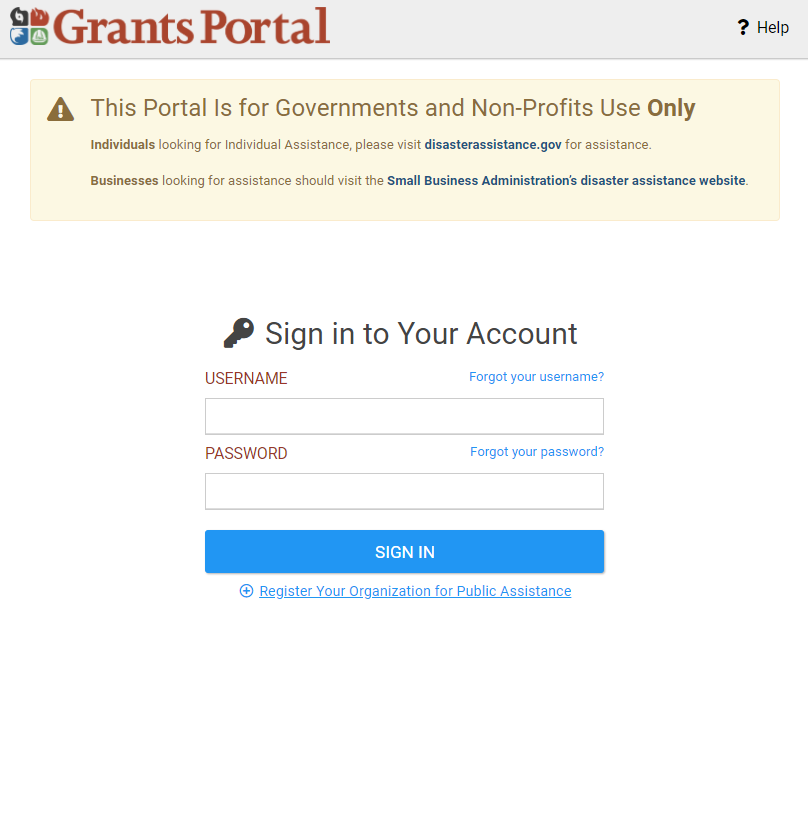 Grants Portal
? Help
This Portal Is for Governments and Non-Profits Use Only
Individuals looking for Individual Assistance, please visit disasterassistance.gov for assistance.
Businesses looking for assistance should visit the Small Business Administration's disaster assistance website.
Sign in to Your Account
USERNAME Forgot your username?
PASSWORD Forgot your password?
SIGN IN
Register Your Organization for Public Assistance